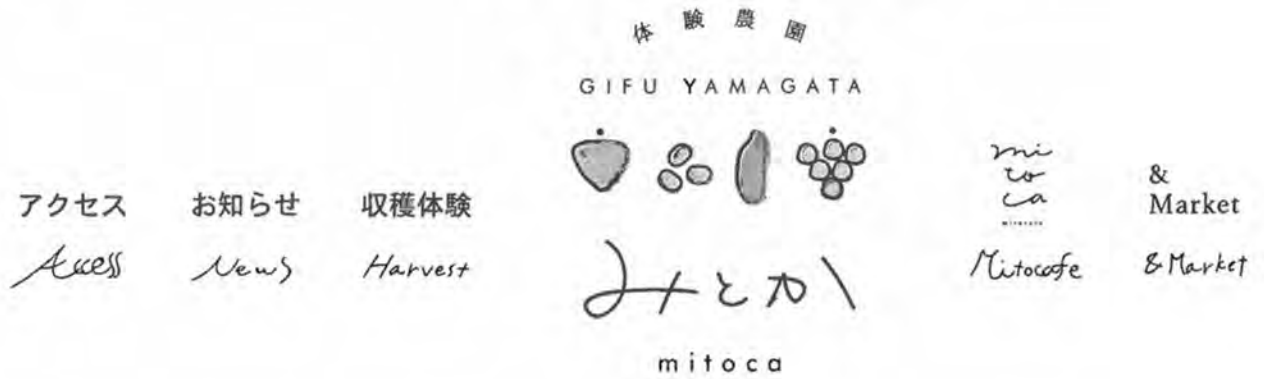 体験農園
GIFU YAMAGATA
アクセス
Access
お知らせ
News
収穫体験
Harvest
みとか
mitoca
mi
to
ca
Mitocafe
&
Market
& Market